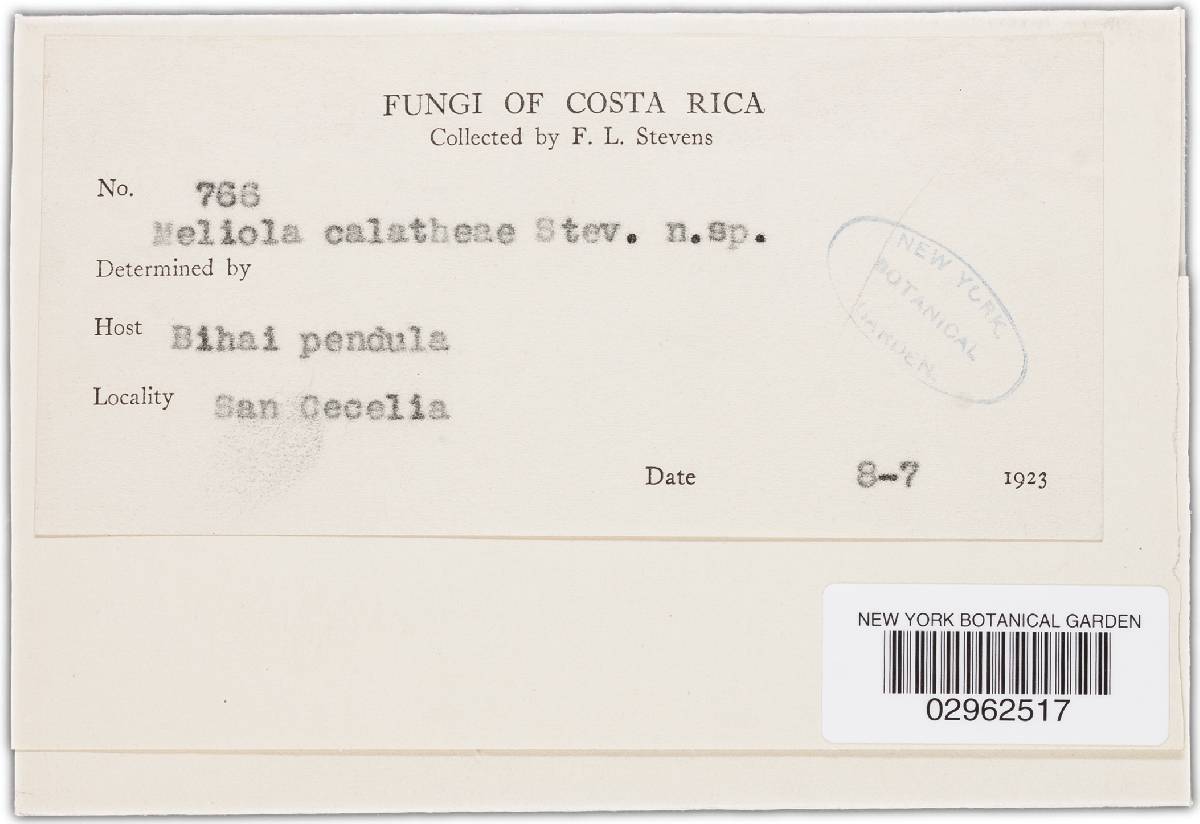 FUNGI OF COSTA RICA
Collected by F. L. Stevens
No. 766
Meliola calatheae Stev. n.sp.
Determined by
Host Bihai pendula
Locality San Cecelia
Date 8-7 1923
NEW YORK
BOTANICAL
GARDEN
NEW YORK BOTANICAL GARDEN
02962517